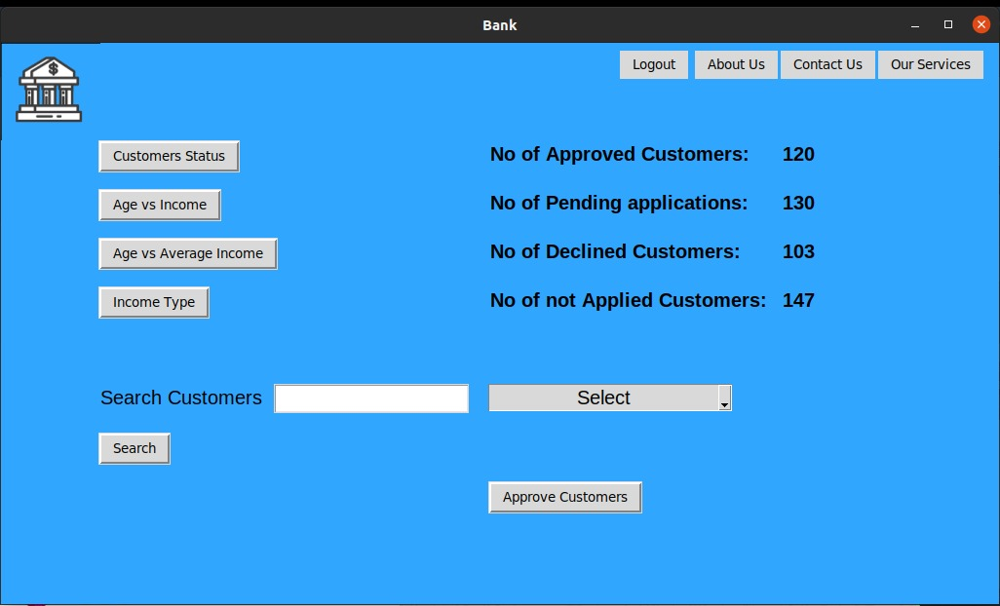 Bank
$
Logout About Us Contact Us Our Services
Customers Status
No of Approved Customers: 120
Age vs Income
No of Pending applications: 130
Age vs Average Income
No of Declined Customers: 103
Income Type
No of not Applied Customers: 147
Search Customers
Select
Search
Approve Customers